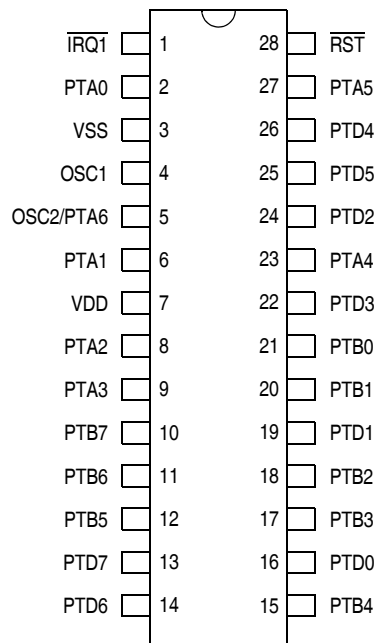 IRQ1 1 28 RST
PTA0 2 27 PTA5
VSS 3 26 PTD4
OSC1 4 25 PTD5
OSC2/PTA6 5 24 PTD2
PTA1 6 23 PTA4
VDD 7 22 PTD3
PTA2 8 21 PTB0
PTA3 9 20 PTB1
PTB7 10 19 PTD1
PTB6 11 18 PTB2
PTB5 12 17 PTB3
PTD7 13 16 PTD0
PTD6 14 15 PTB4